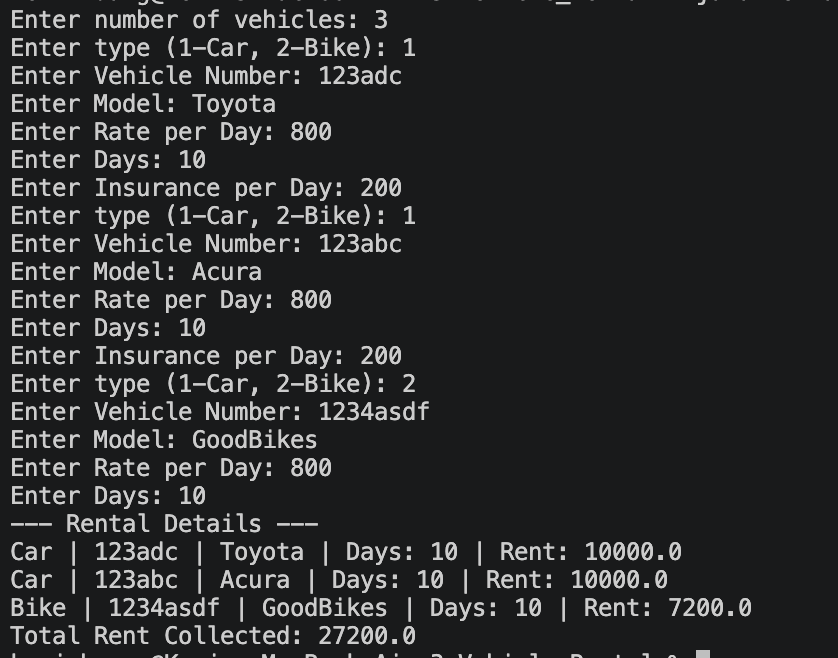 Enter number of vehicles: 3
Enter type (1-Car, 2-Bike): 1
Enter Vehicle Number: 123adc
Enter Model: Toyota
Enter Rate per Day: 800
Enter Days: 10
Enter Insurance per Day: 200
Enter type (1-Car, 2-Bike): 1
Enter Vehicle Number: 123abc
Enter Model: Acura
Enter Rate per Day: 800
Enter Days: 10
Enter Insurance per Day: 200
Enter type (1-Car, 2-Bike): 2
Enter Vehicle Number: 1234asdf
Enter Model: GoodBikes
Enter Rate per Day: 800
Enter Days: 10
--- Rental Details ---
Car | 123adc | Toyota | Days: 10 | Rent: 10000.0
Car | 123abc | Acura | Days: 10 | Rent: 10000.0
Bike | 1234asdf | GoodBikes | Days: 10 | Rent: 7200.0
Total Rent Collected: 27200.0